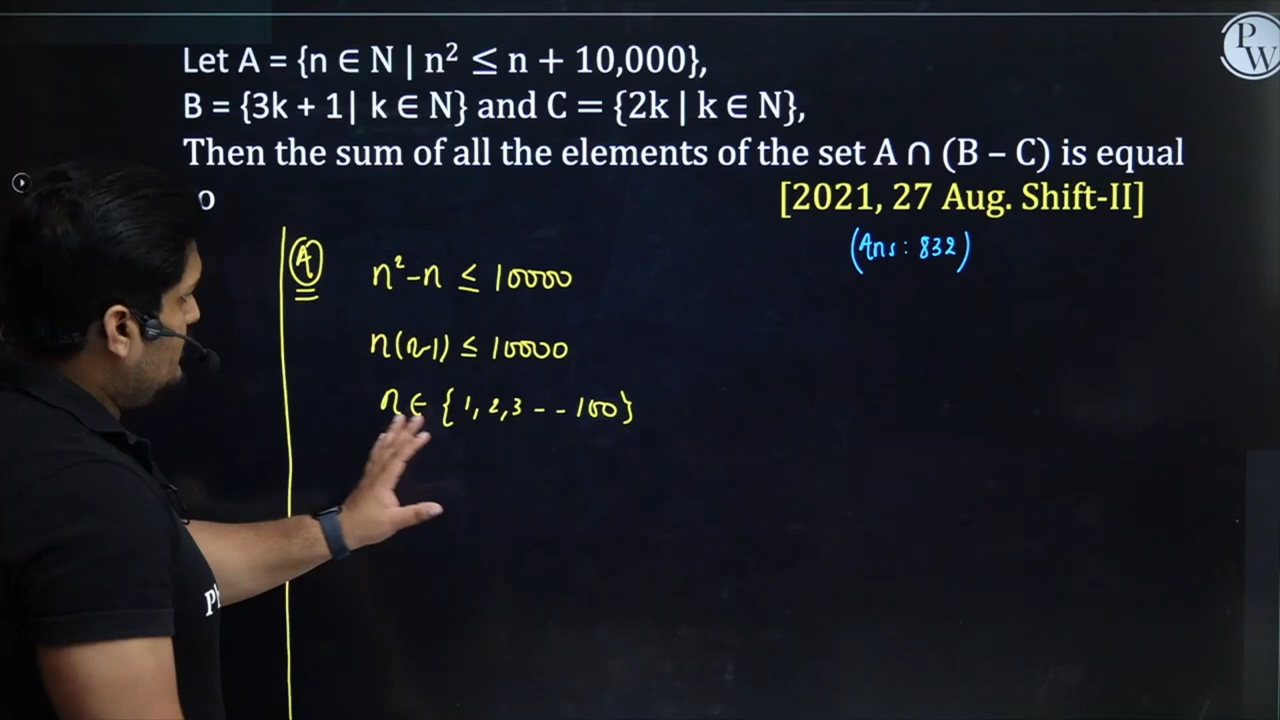 Let A = {n ∈ N | n² ≤ n + 10,000},
B = {3k + 1| k ∈ N} and C = {2k | k ∈ N},
Then the sum of all the elements of the set A ∩ (B – C) is equal
o
[2021, 27 Aug. Shift-II]
(Ans: 832)
A
n²-n ≤ 10000
n(n-1) ≤ 10000
n ∈ {1, 2, 3 - - 100}
PW
P